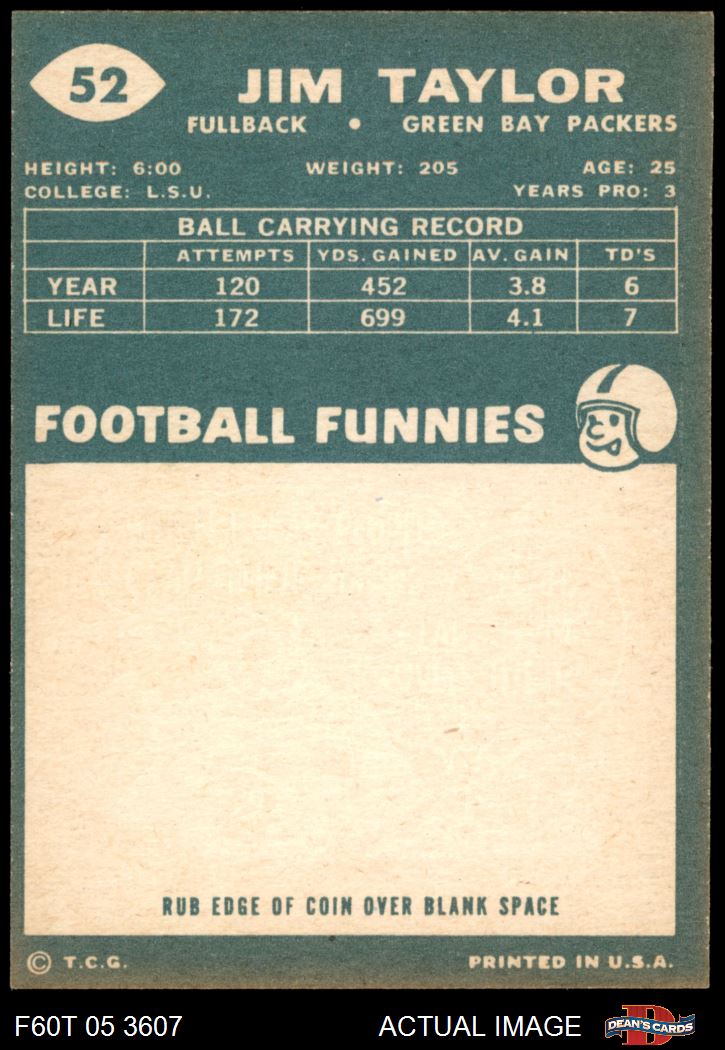 52
JIM TAYLOR
FULLBACK • GREEN BAY PACKERS
HEIGHT: 6:00 WEIGHT: 205 AGE: 25
COLLEGE: L.S.U. YEARS PRO: 3
BALL CARRYING RECORD
ATTEMPTS YDS. GAINED AV. GAIN TD'S
YEAR 120 452 3.8 6
LIFE 172 699 4.1 7
FOOTBALL FUNNIES
RUB EDGE OF COIN OVER BLANK SPACE
© T.C.G. PRINTED IN U.S.A.
F60T 05 3607 ACTUAL IMAGE
D
DEAN'S CARDS